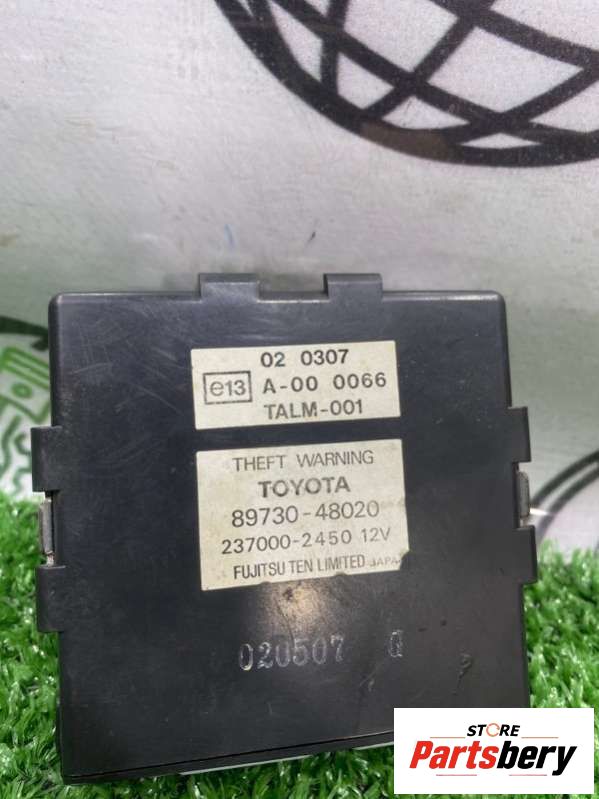 02 0307
e13 A-00 0066
TALM-001
THEFT WARNING
TOYOTA
89730-48020
237000-2450 12V
FUJITSU TEN LIMITED JAPAN
020507
STORE
Partsbery